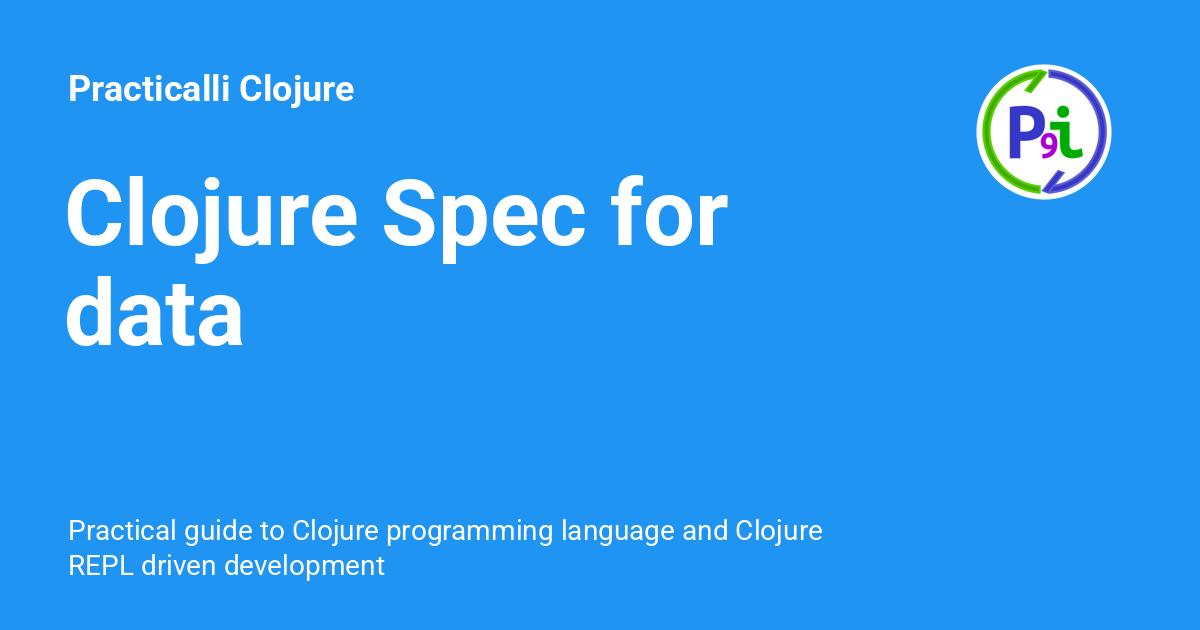 Practicalli Clojure
P9i
Clojure Spec for
data
Practical guide to Clojure programming language and Clojure
REPL driven development